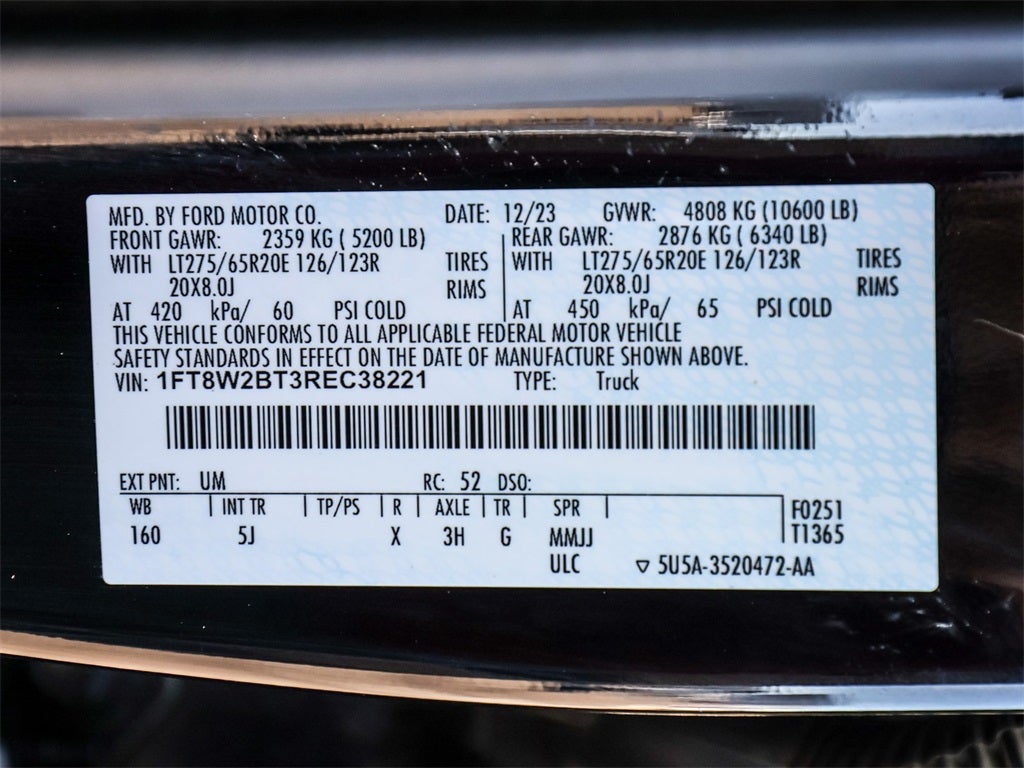 MFD. BY FORD MOTOR CO. DATE: 12/23 GVWR: 4808 KG (10600 LB)
FRONT GAWR: 2359 KG ( 5200 LB) REAR GAWR: 2876 KG ( 6340 LB)
WITH LT275/65R20E 126/123R TIRES WITH LT275/65R20E 126/123R TIRES
20X8.0J RIMS 20X8.0J RIMS
AT 420 kPa/ 60 PSI COLD AT 450 kPa/ 65 PSI COLD
THIS VEHICLE CONFORMS TO ALL APPLICABLE FEDERAL MOTOR VEHICLE
SAFETY STANDARDS IN EFFECT ON THE DATE OF MANUFACTURE SHOWN ABOVE.
VIN: 1FT8W2BT3REC38221 TYPE: Truck
EXT PNT: UM RC: 52 DSO:
WB INT TR TP/PS R AXLE TR SPR F0251
160 5J X 3H G MMJJ T1365
ULC ▽ 5U5A-3520472-AA